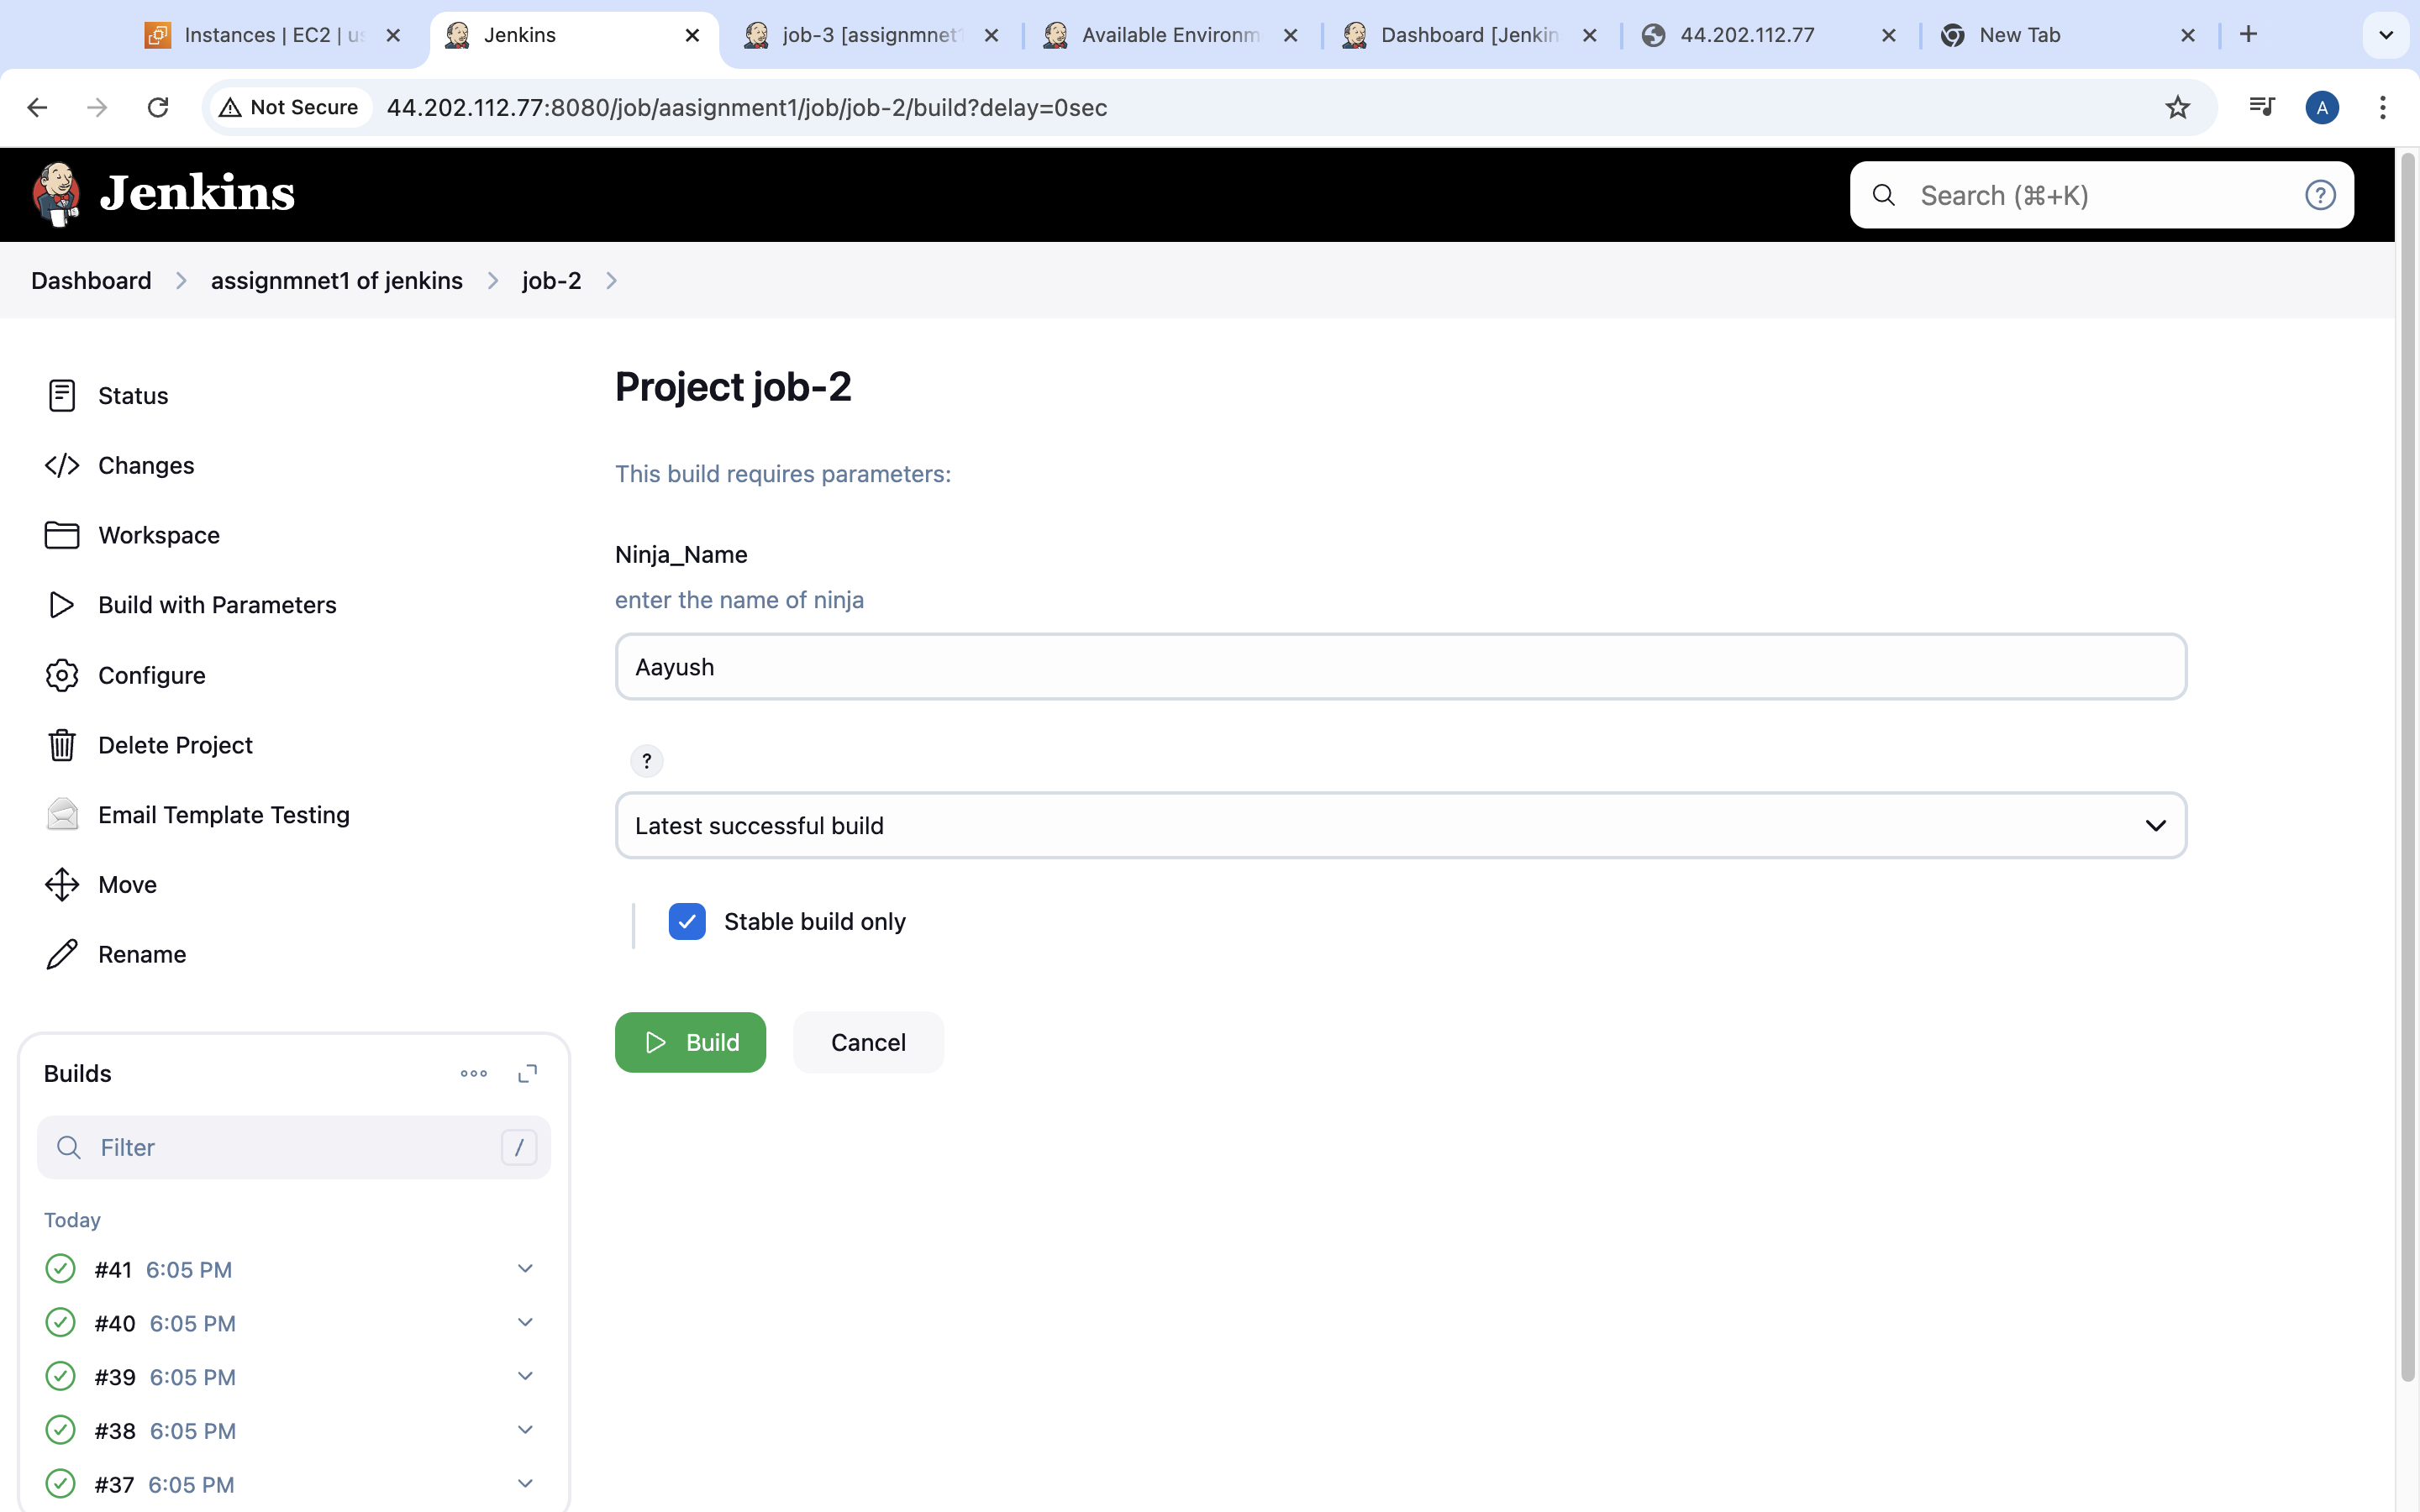 Instances | EC2 | us
Jenkins
job-3 [assignmnet1
Available Environm
Dashboard [Jenkin
44.202.112.77
New Tab
Not Secure
44.202.112.77:8080/job/aasignment1/job/job-2/build?delay=0sec
A
Jenkins
Search (⌘+K)
?
Dashboard
assignmnet1 of jenkins
job-2
Status
Changes
Workspace
Build with Parameters
Configure
Delete Project
Email Template Testing
Move
Rename
Project job-2
This build requires parameters:
Ninja_Name
enter the name of ninja
Aayush
?
Latest successful build
Stable build only
Build
Cancel
Builds
Filter
/
Today
#41 6:05 PM
#40 6:05 PM
#39 6:05 PM
#38 6:05 PM
#37 6:05 PM